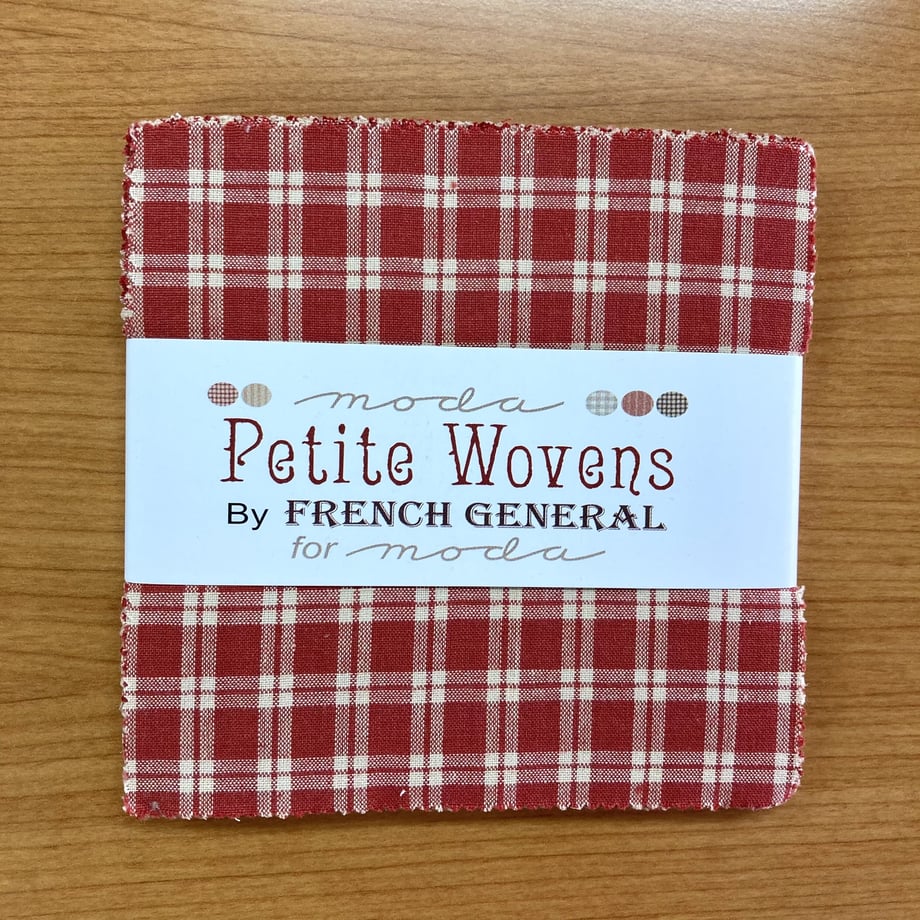 moda
Petite Wovens
By FRENCH GENERAL
for moda